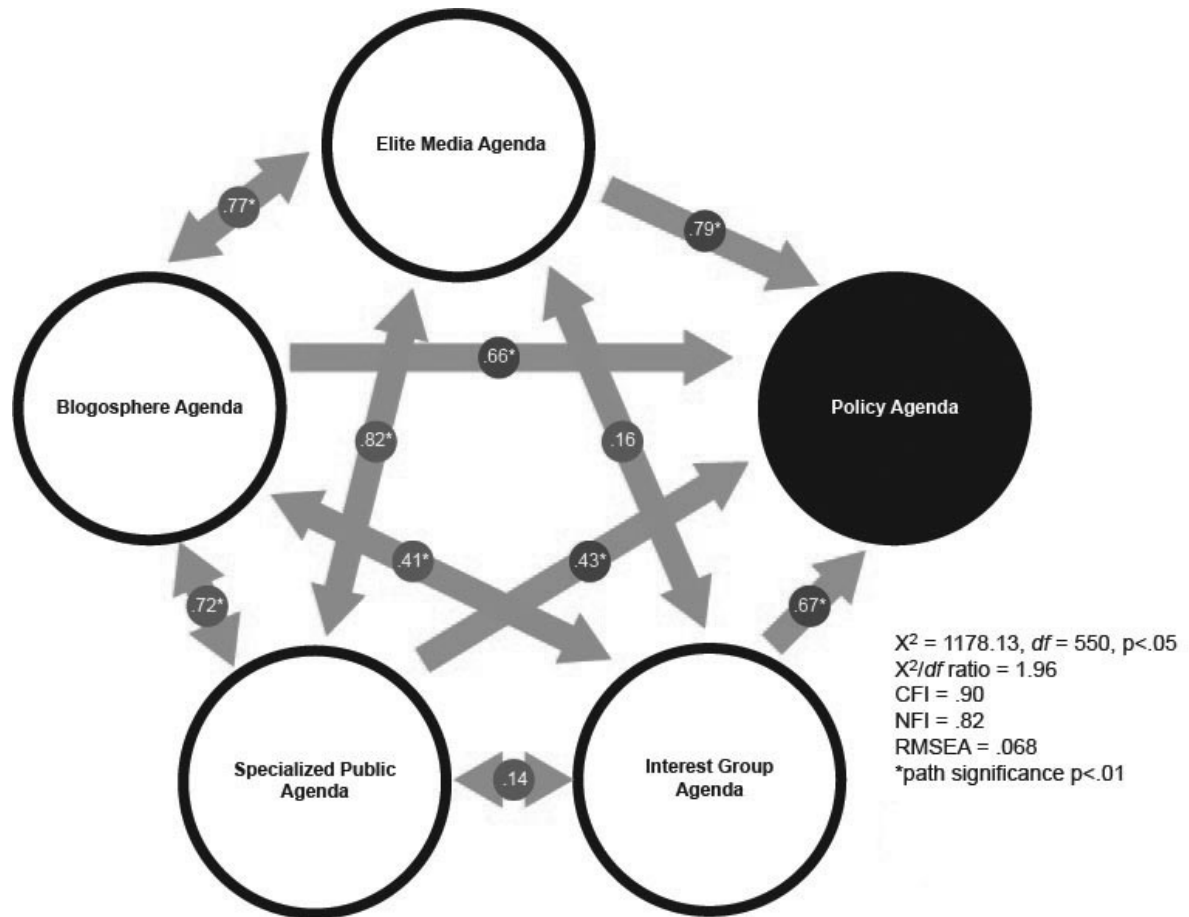 Elite Media Agenda
.77*
.79*
.66*
Blogosphere Agenda
Policy Agenda
.82*
.16
.41*
.43*
.72*
.67*
X² = 1178.13, df = 550, p<.05
X²/df ratio = 1.96
CFI = .90
NFI = .82
RMSEA = .068
*path significance p<.01
Specialized Public
Agenda
.14
Interest Group
Agenda